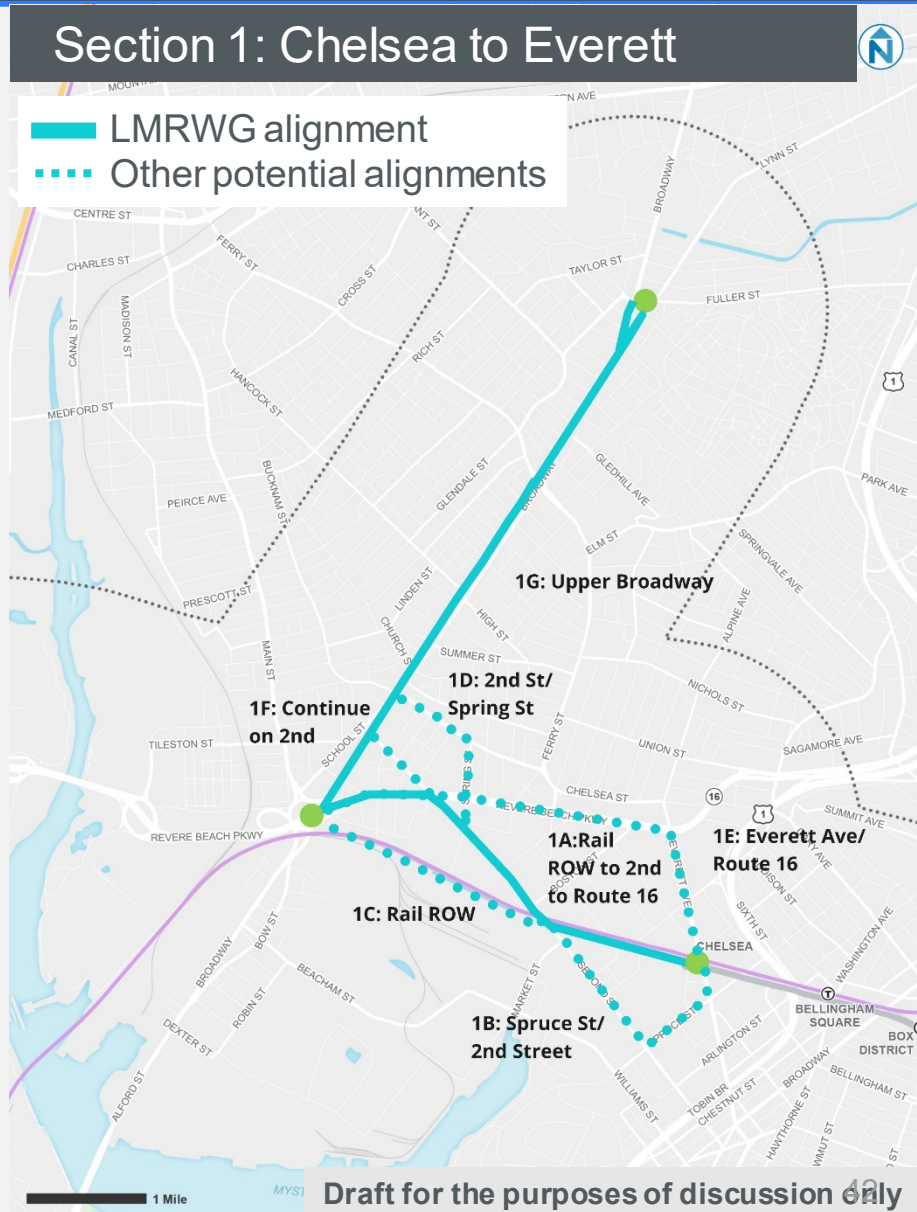 Section 1: Chelsea to Everett
N
LMRWG alignment
Other potential alignments
BROADWAY
LYNN ST
CENTRE ST
FERRY ST
CHARLES ST
CROSS ST
TAYLOR ST
FULLER ST
CANAL ST
MADISON ST
RICH ST
1
HANCOCK ST
MEDFORD ST
GLENDALE ST
BROADWAY
GLEDHILL AVE
BUCKNAM ST
PARK AVE
PEIRCE AVE
ELM ST
SPRINGVALE AVE
1G: Upper Broadway
LINDEN ST
PRESCOTT ST
HIGH ST
ALPINE AVE
CHURCH S
MAIN ST
SUMMER ST
1D: 2nd St/
Spring St
NICHOLS ST
1F: Continue
on 2nd
SCHOOL ST
FERRY ST
TILESTON ST
UNION ST
SAGAMORE AVE
CHELSEA ST
16
1
SUMMIT AVE
REVERE BEACH PKWY
1A:Rail
ROW to 2nd
to Route 16
1E: Everett Ave/
Route 16
SIXTH ST
WASHINGTON AVE
1C: Rail ROW
BOW ST
BROADWAY
CHELSEA
BEACHAM ST
MARKET ST
T
BELLINGHAM
SQUARE
ROBIN ST
1B: Spruce St/
2nd Street
DEXTER ST
ARLINGTON ST
BOX
DISTRICT
BROADWAY
BELLINGHAM ST
ALFORD ST
WILLIAMS ST
TOBIN BR
CHESTNUT ST
HAWTHORNE ST
1 Mile
MYST
Draft for the purposes of discussion only
42